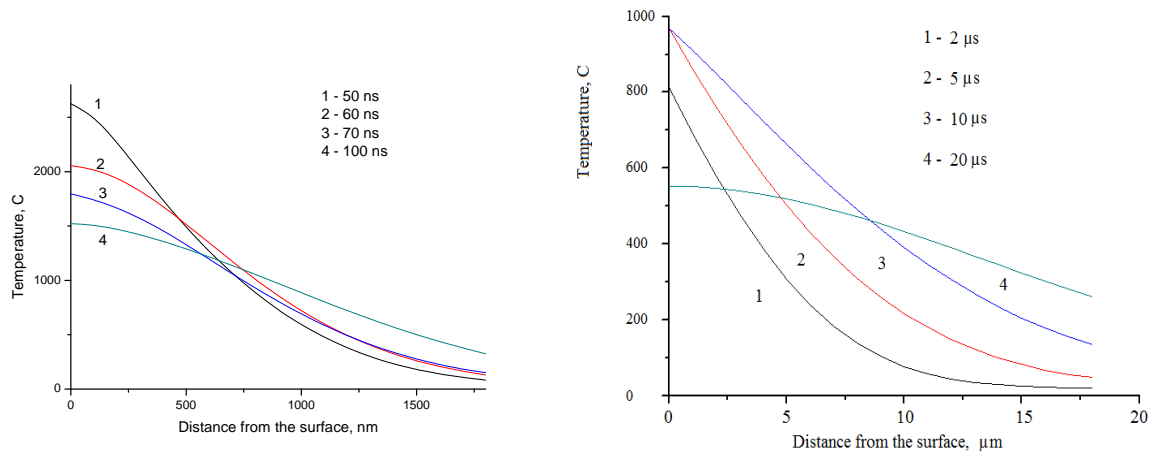 1 - 50 ns
2 - 60 ns
3 - 70 ns
4 - 100 ns
1
2
3
4
2000
1000
0
0
500
1000
1500
Temperature, C
Distance from the surface, nm
1 - 2 µs
2 - 5 µs
3 - 10 µs
4 - 20 µs
1
2
3
4
1000
800
600
400
200
0
0
5
10
15
20
Temperature, C
Distance from the surface, µm